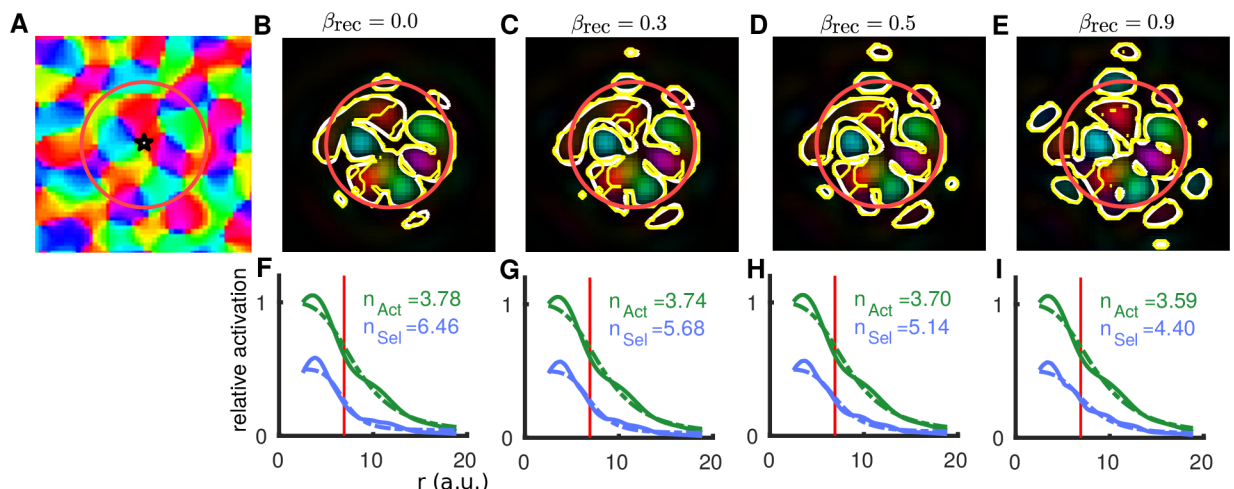 A
B
β_rec = 0.0
C
β_rec = 0.3
D
β_rec = 0.5
E
β_rec = 0.9
F
relative activation
1
0
n_Act =3.78
n_Sel =6.46
0
10
20
r (a.u.)
G
1
0
n_Act =3.74
n_Sel =5.68
0
10
20
H
1
0
n_Act =3.70
n_Sel =5.14
0
10
20
I
1
0
n_Act =3.59
n_Sel =4.40
0
10
20